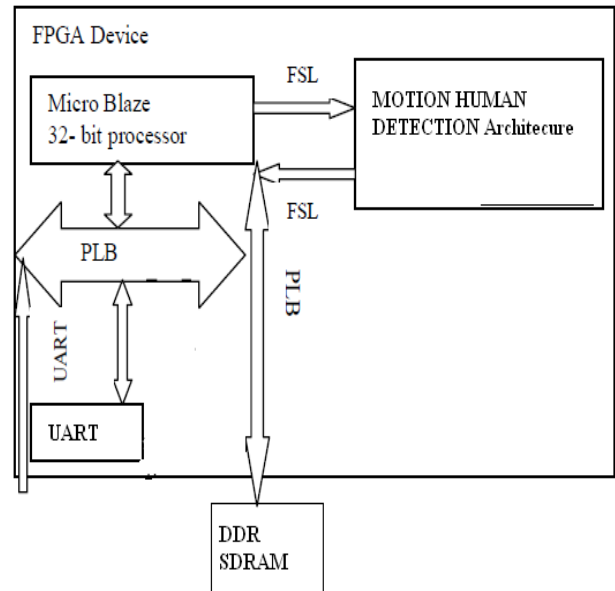 FPGA Device
Micro Blaze
32- bit processor
FSL
MOTION HUMAN
DETECTION Architecure
FSL
PLB
PLB
UART
UART
DDR
SDRAM